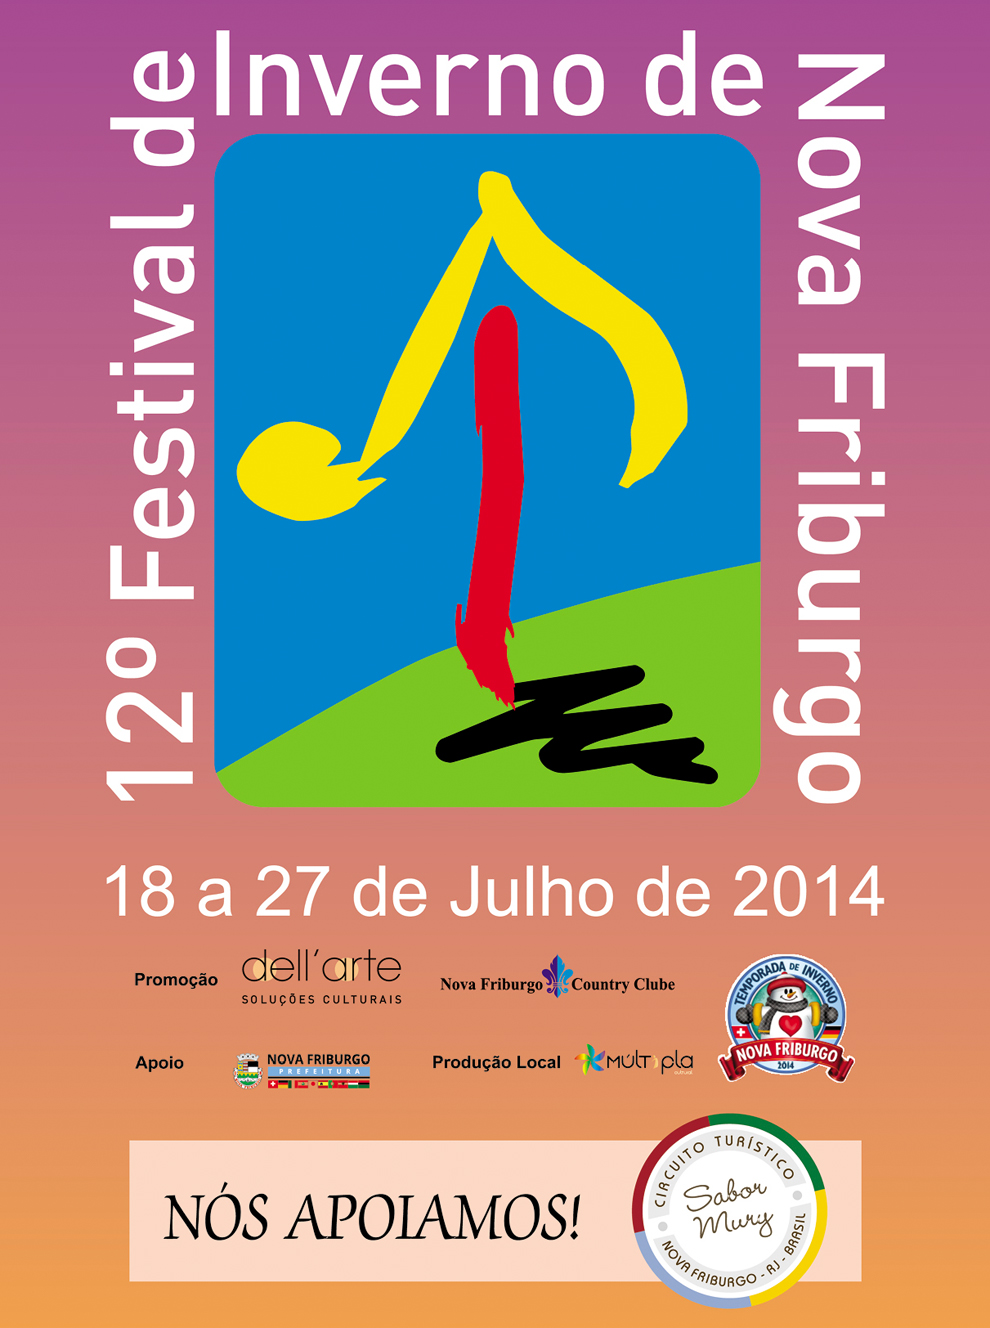 12º Festival de
Inverno de
Nova Friburgo
18 a 27 de Julho de 2014
Promoção
dell'arte
SOLUÇÕES CULTURAIS
Nova Friburgo Country Clube
TEMPORADA DE INVERNO
NOVA FRIBURGO
2014
Apoio
NOVA FRIBURGO
PREFEITURA
Produção Local
MÚLTIPLA
cultural
NÓS APOIAMOS!
CIRCUITO TURÍSTICO
Sabor
Mury
NOVA FRIBURGO - RJ - BRASIL